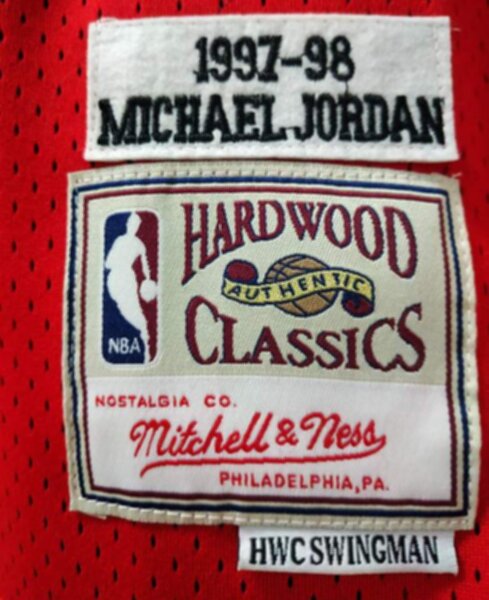 1997-98
MICHAEL JORDAN
HARDWOOD
AUTHENTIC
CLASSICS
NBA
NOSTALGIA CO.
Mitchell & Ness
PHILADELPHIA, PA.
HWC SWINGMAN